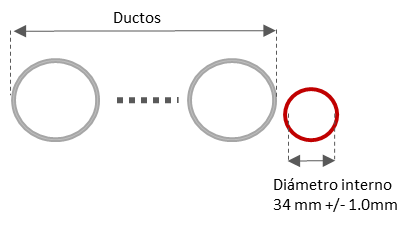 Ductos
Diámetro interno
34 mm +/- 1.0mm